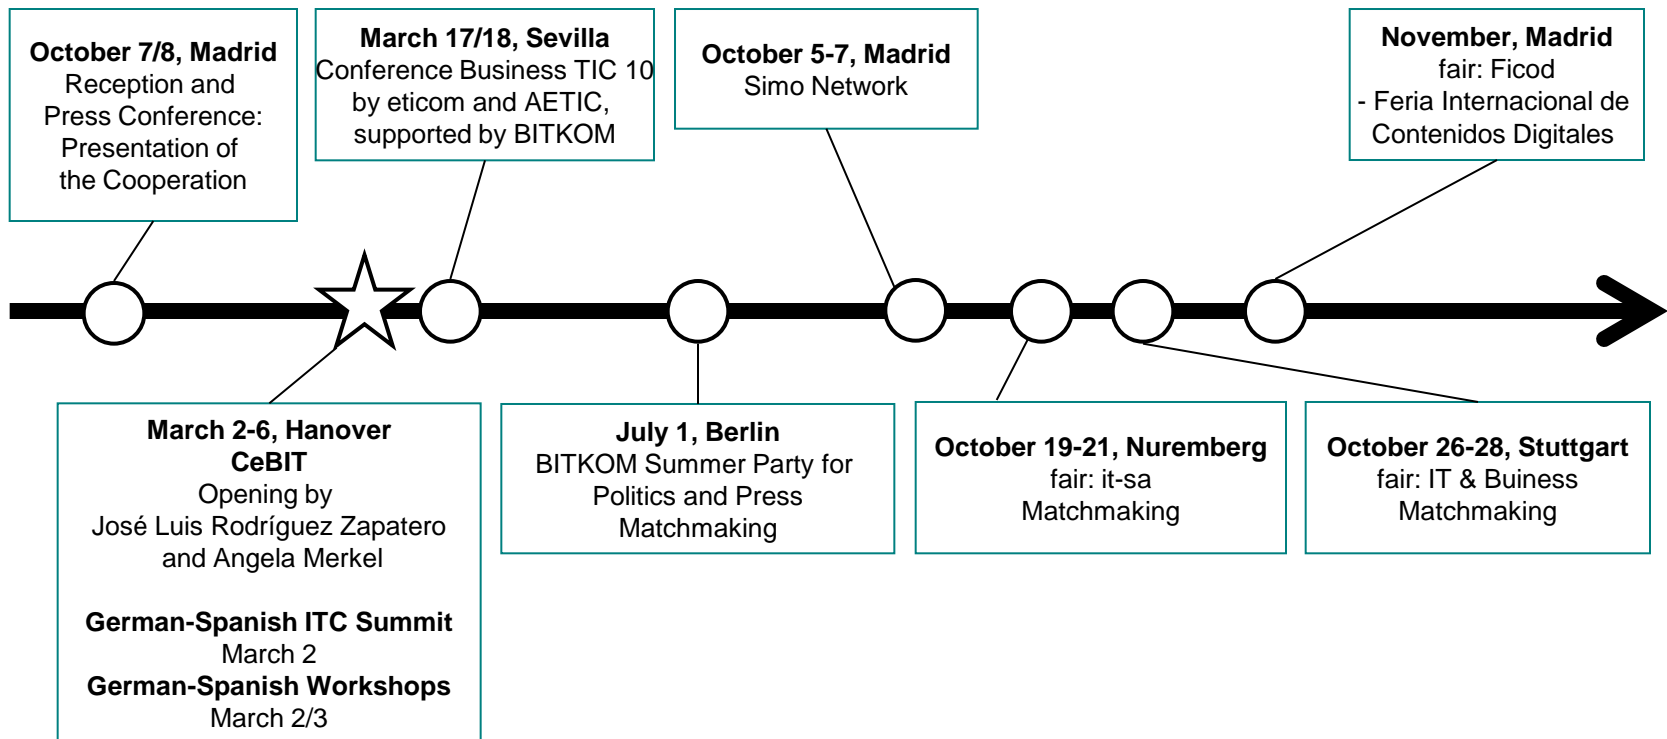 October 7/8, Madrid
Reception and
Press Conference:
Presentation of
the Cooperation
March 17/18, Sevilla
Conference Business TIC 10
by eticom and AETIC,
supported by BITKOM
October 5-7, Madrid
Simo Network
November, Madrid
fair: Ficod
- Feria Internacional de
Contenidos Digitales
March 2-6, Hanover
CeBIT
Opening by
José Luis Rodríguez Zapatero
and Angela Merkel
German-Spanish ITC Summit
March 2
German-Spanish Workshops
March 2/3
July 1, Berlin
BITKOM Summer Party for
Politics and Press
Matchmaking
October 19-21, Nuremberg
fair: it-sa
Matchmaking
October 26-28, Stuttgart
fair: IT & Buiness
Matchmaking